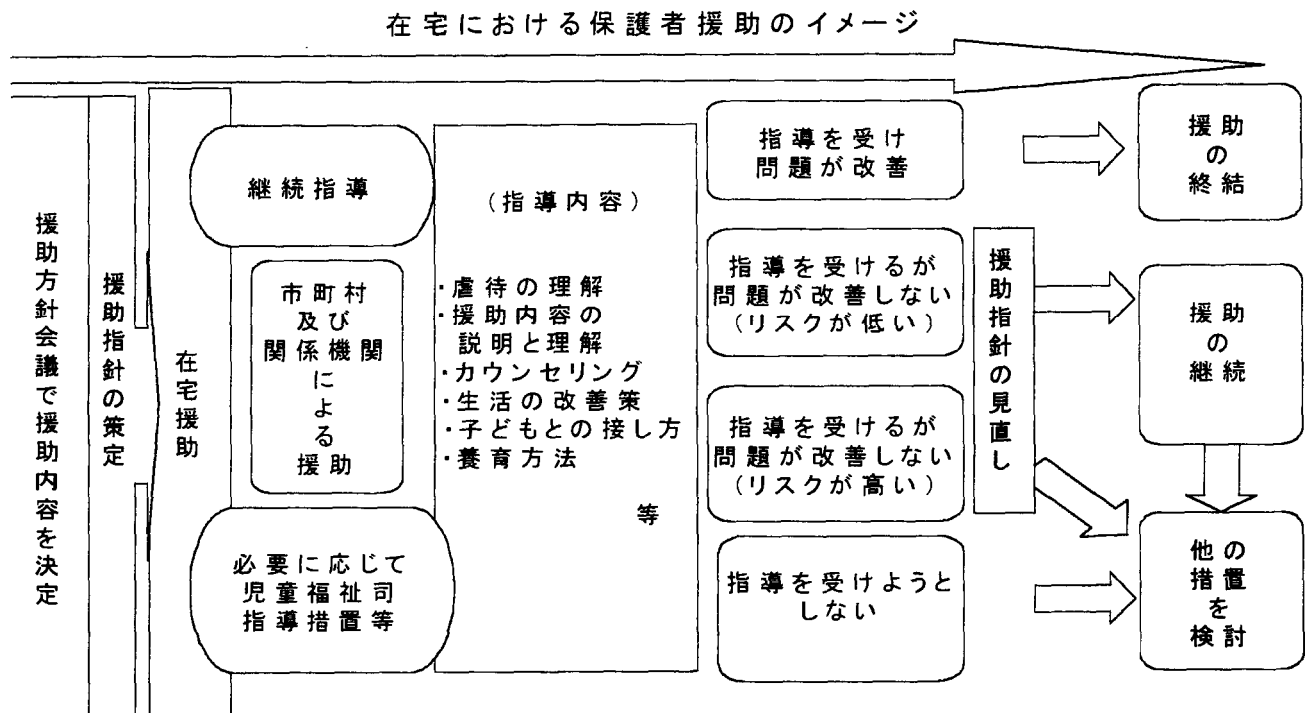 在宅における保護者援助のイメージ
援助方針会議で援助内容を決定
援助指針の策定
在宅援助
継続指導
市町村
及び
関係機関
に
よ
る
援助
必要に応じて
児童福祉司
指導措置等
（指導内容）
・虐待の理解
・援助内容の
説明と理解
・カウンセリング
・生活の改善策
・子どもとの接し方
・養育方法
等
指導を受け
問題が改善
指導を受けるが
問題が改善しない
（リスクが低い）
指導を受けるが
問題が改善しない
（リスクが高い）
指導を受けようと
しない
援助指針の見直し
援助
の
終結
援助
の
継続
他の
措置
を
検討